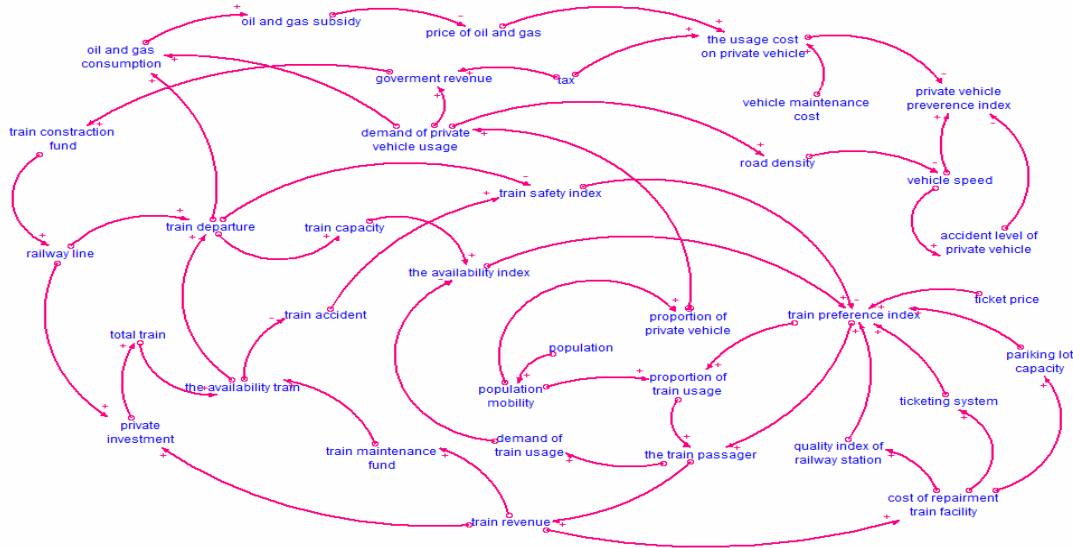 oil and gas subsidy
price of oil and gas
the usage cost
on private vehicle
oil and gas
consumption
goverment revenue
tax
private vehicle
preverence index
vehicle maintenance
cost
train constraction
fund
demand of private
vehicle usage
road density
vehicle speed
train safety index
train departure
train capacity
accident level of
private vehicle
railway line
the availability index
ticket price
train accident
proportion of
private vehicle
train preference index
total train
population
pariking lot
capacity
the availability train
population
mobility
proportion of
train usage
ticketing system
private
investment
train maintenance
fund
demand of
train usage
the train passager
quality index of
railway station
cost of repairment
train facility
train revenue